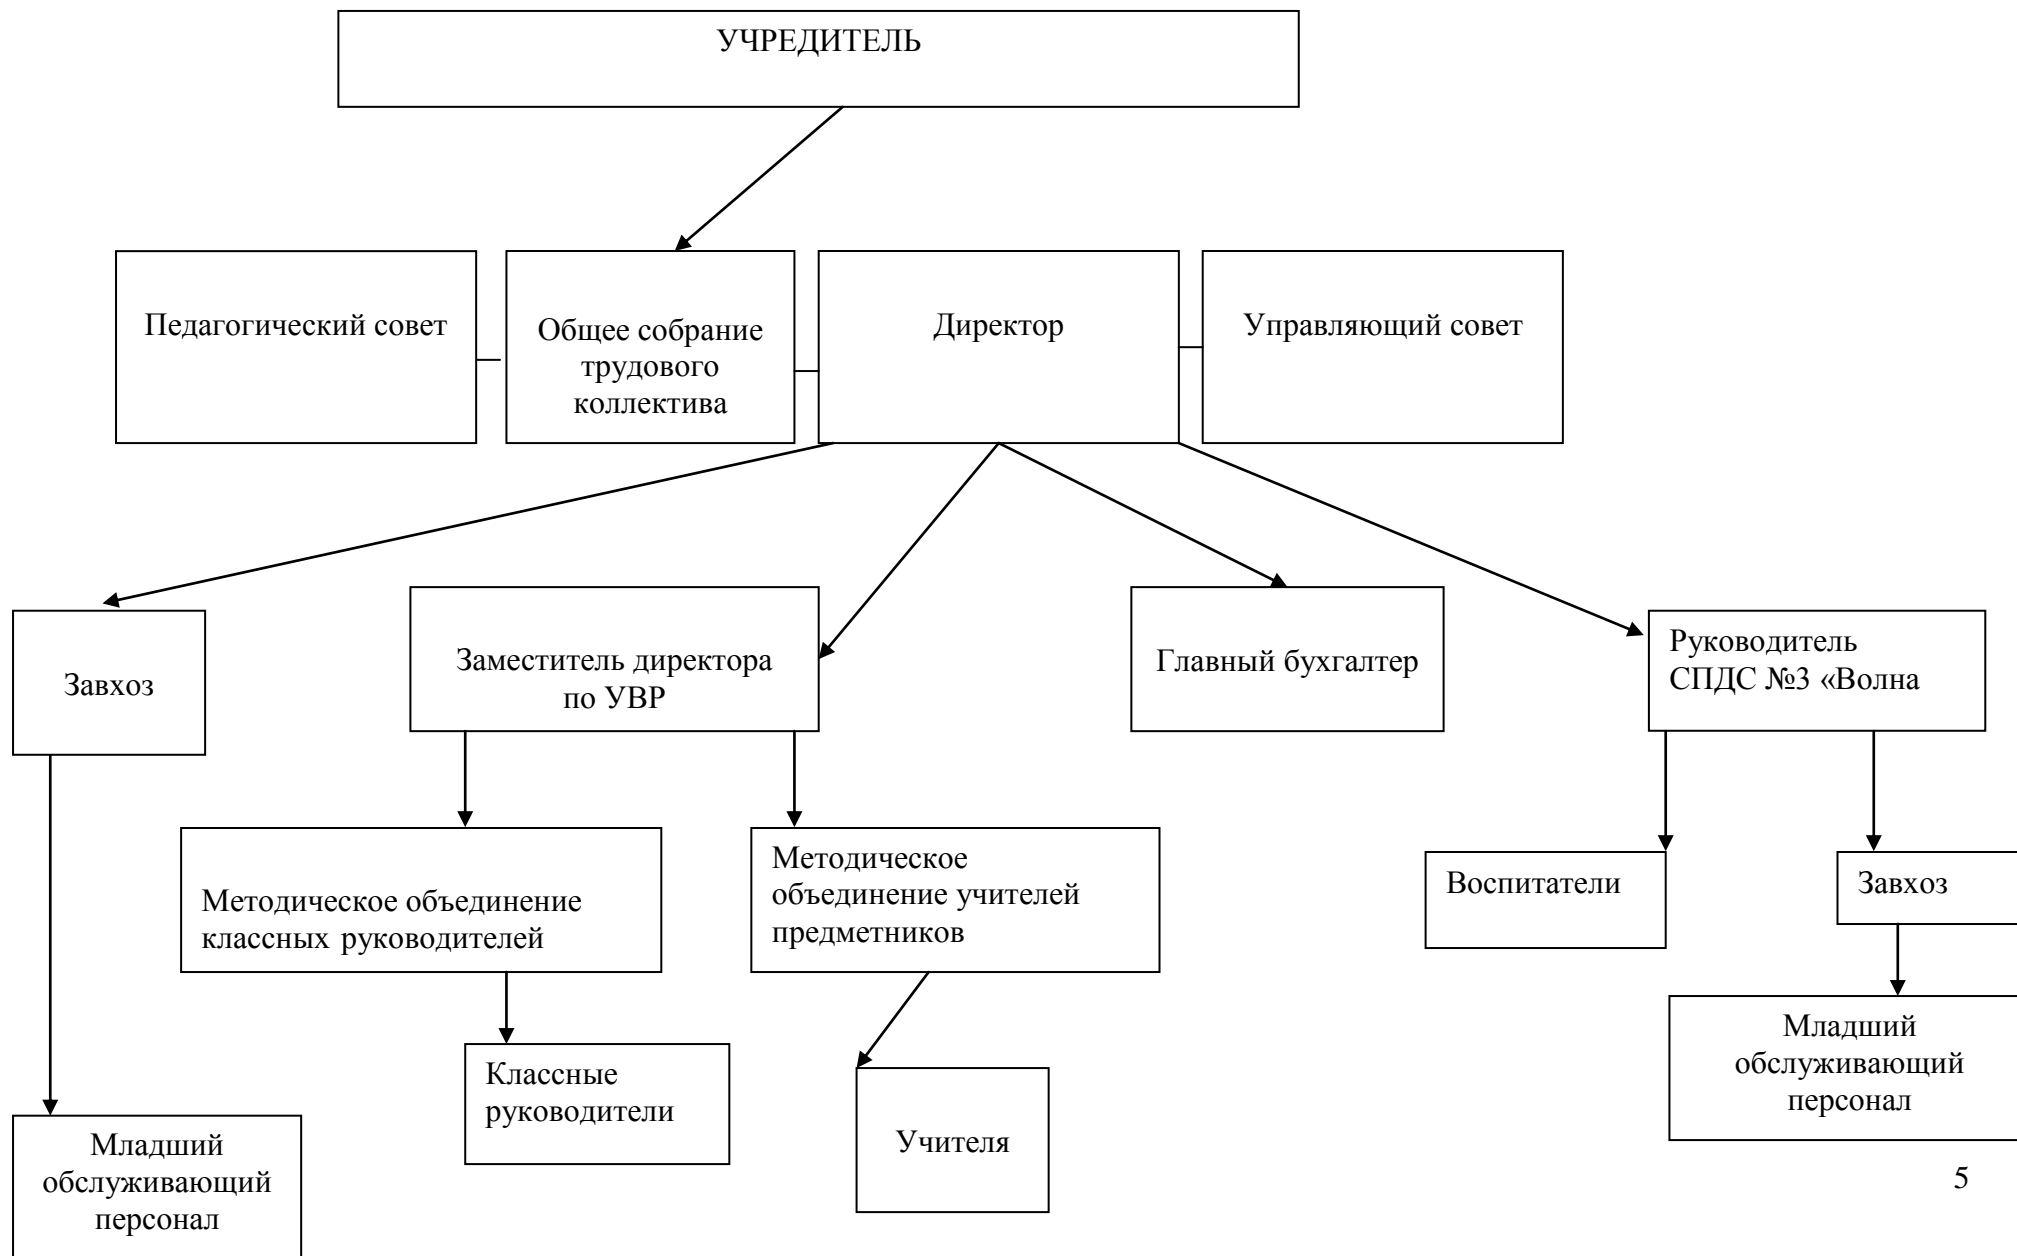 УЧРЕДИТЕЛЬ
Педагогический совет
Общее собрание
трудового
коллектива
Директор
Управляющий совет
Завхоз
Заместитель директора
по УВР
Главный бухгалтер
Руководитель
СПДС №3 «Волна
Методическое объединение
классных руководителей
Методическое
объединение учителей
предметников
Воспитатели
Завхоз
Классные
руководители
Учителя
Младший
обслуживающий
персонал
Младший
обслуживающий
персонал
5